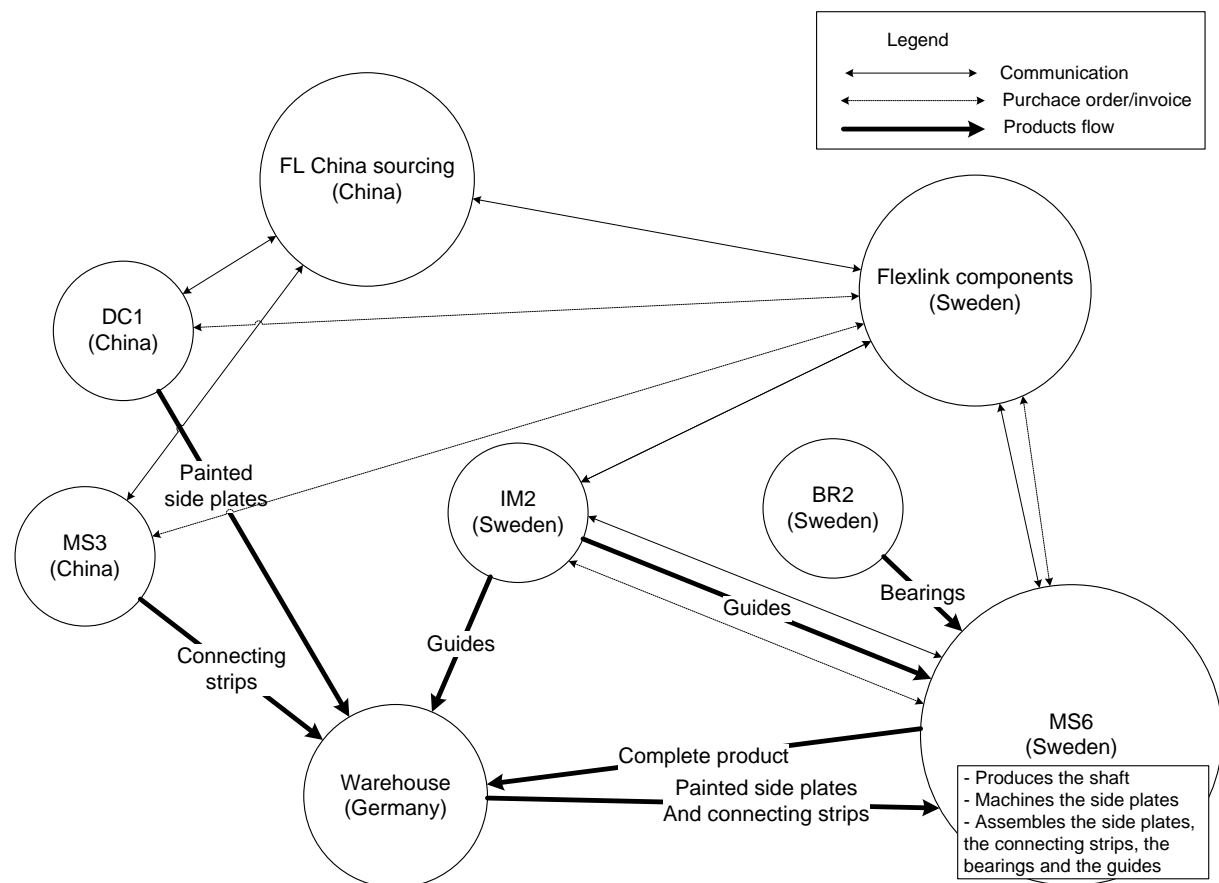 Legend
Communication
Purchace order/invoice
Products flow
FL China sourcing
(China)
Flexlink components
(Sweden)
DC1
(China)
Painted
side plates
IM2
(Sweden)
BR2
(Sweden)
MS3
(China)
Bearings
Guides
Guides
Connecting
strips
MS6
(Sweden)
Complete product
Warehouse
(Germany)
Painted side plates
And connecting strips
- Produces the shaft
- Machines the side plates
- Assembles the side plates,
the connecting strips, the
bearings and the guides